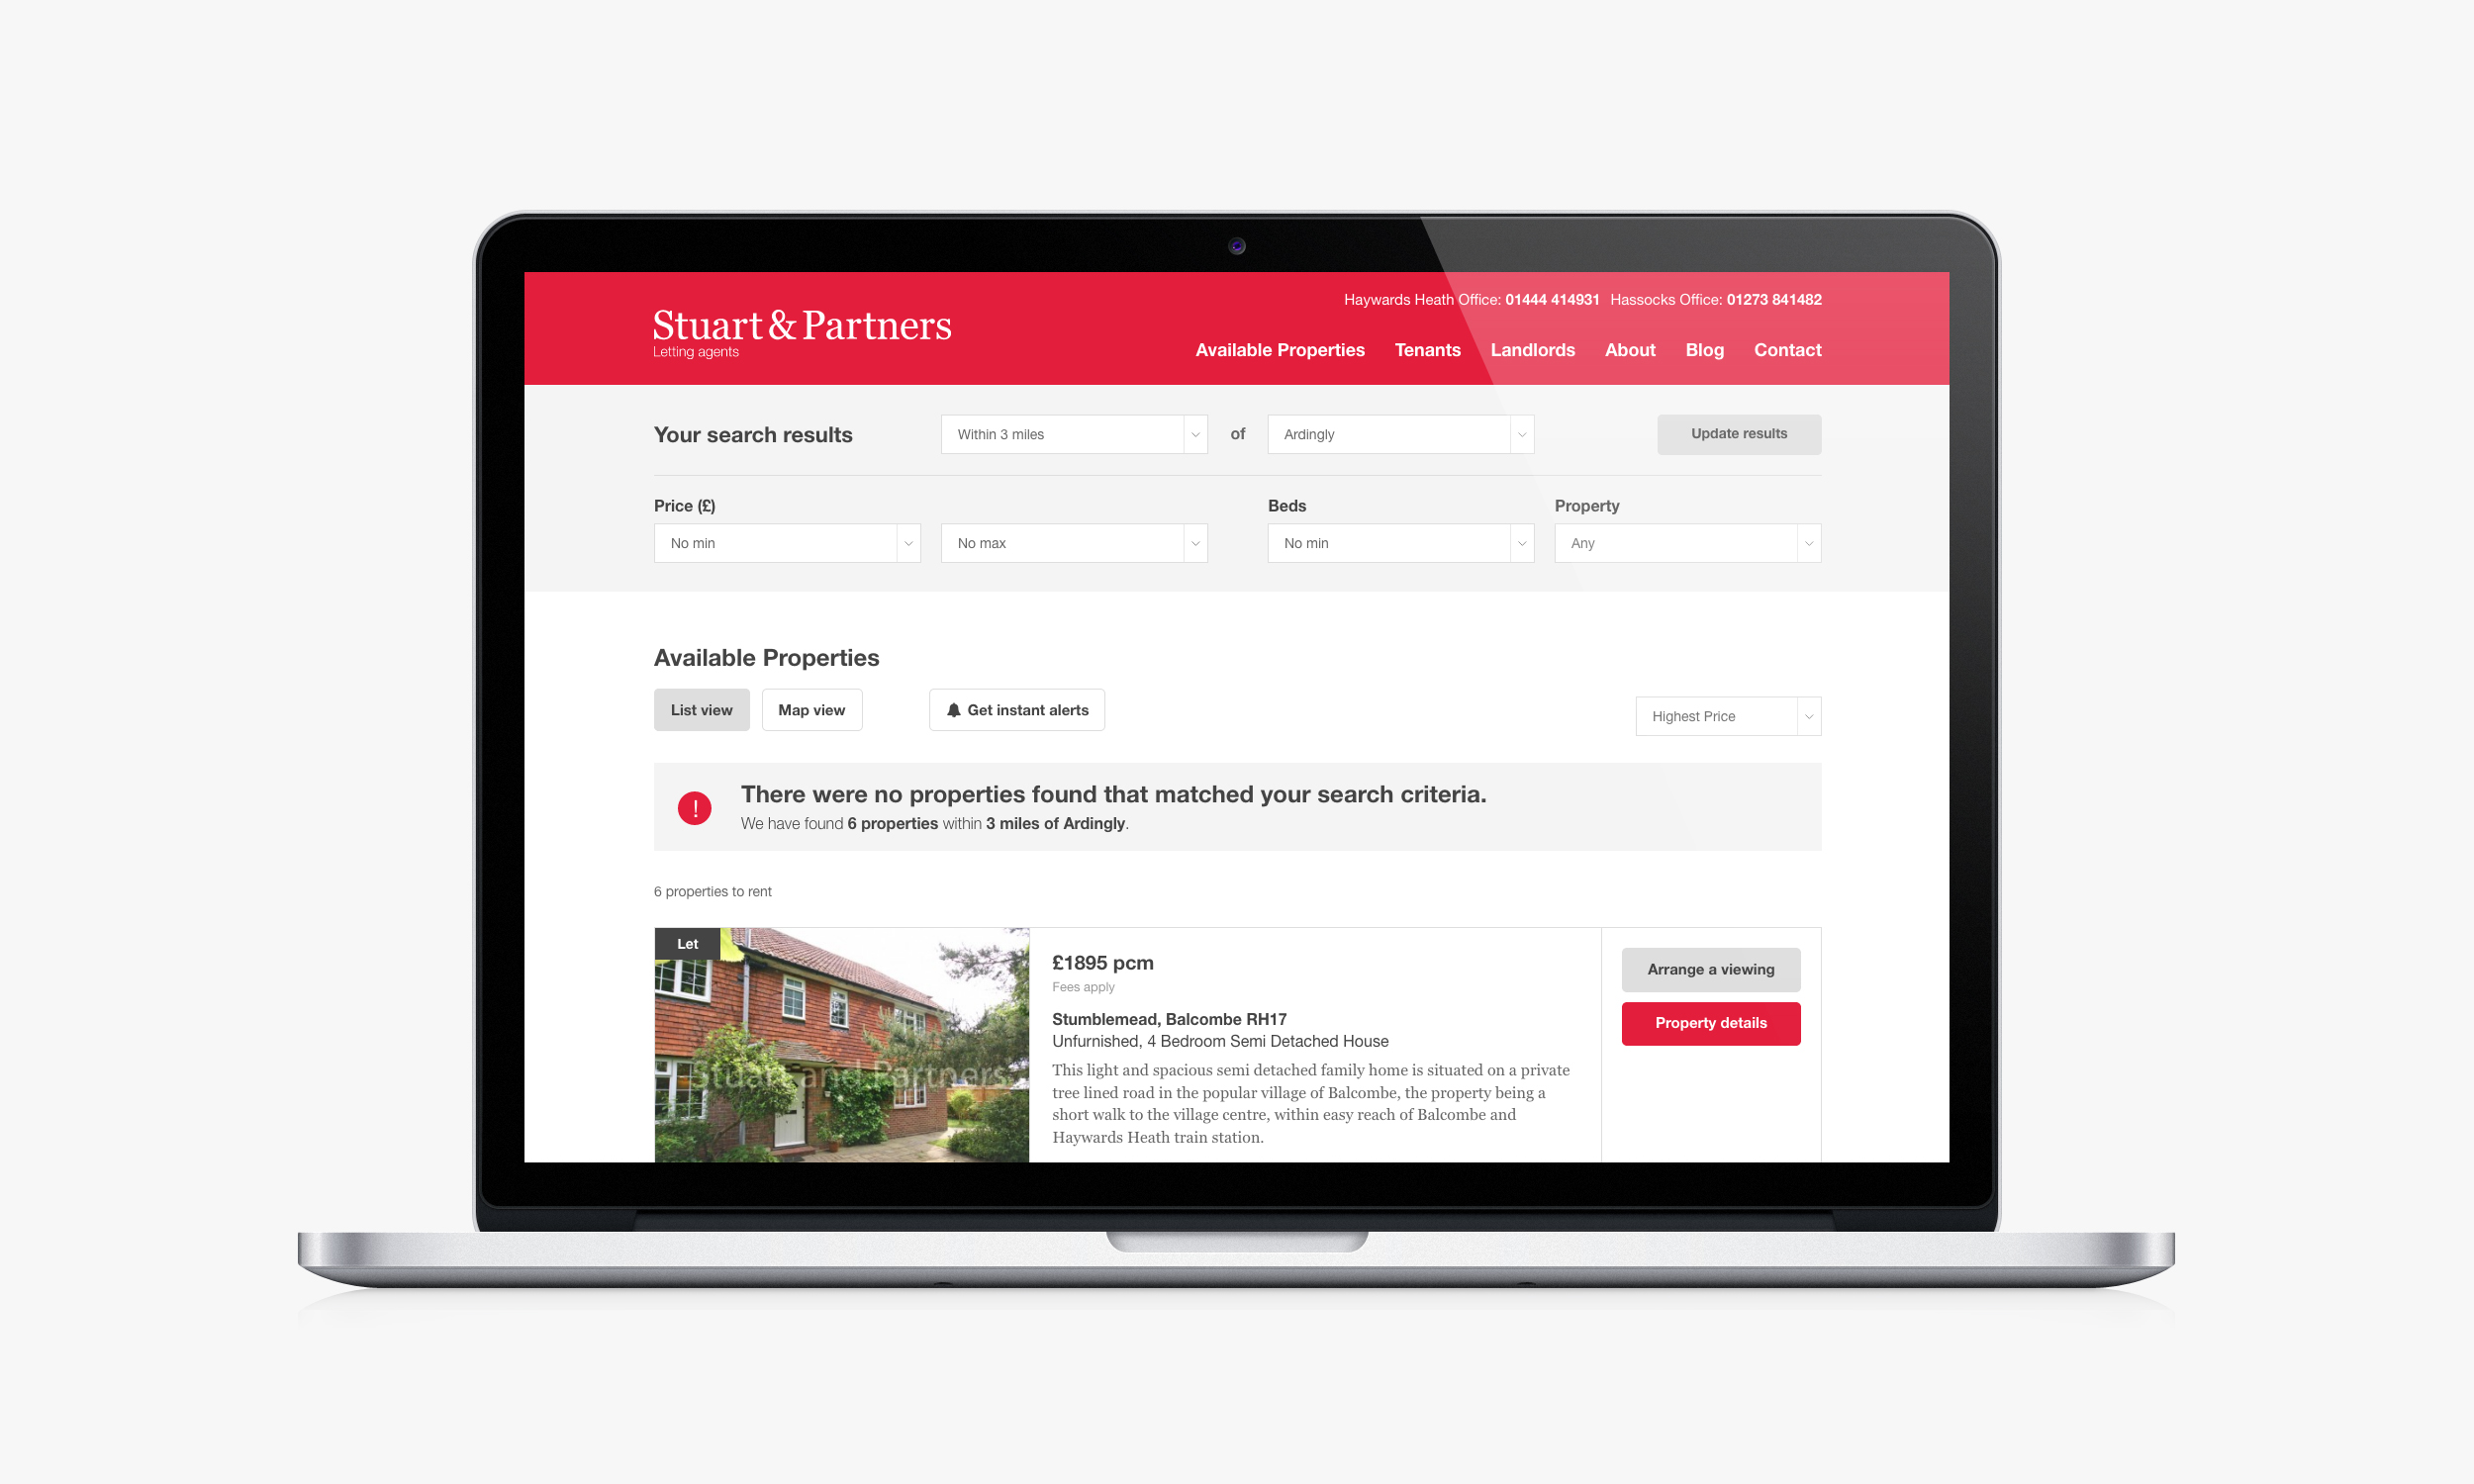 Haywards Heath Office: 01444 414931 Hassocks Office: 01273 841482
Stuart & Partners
Letting agents
Available Properties Tenants Landlords About Blog Contact
Your search results Within 3 miles of Ardingly Update results
Price (£) Beds Property
No min No max No min Any
Available Properties
List view Map view Get instant alerts Highest Price
There were no properties found that matched your search criteria.
We have found 6 properties within 3 miles of Ardingly.
6 properties to rent
Let
Stuart and Partners
£1895 pcm
Fees apply
Stumblemead, Balcombe RH17
Unfurnished, 4 Bedroom Semi Detached House
This light and spacious semi detached family home is situated on a private
tree lined road in the popular village of Balcombe, the property being a
short walk to the village centre, within easy reach of Balcombe and
Haywards Heath train station.
Arrange a viewing
Property details